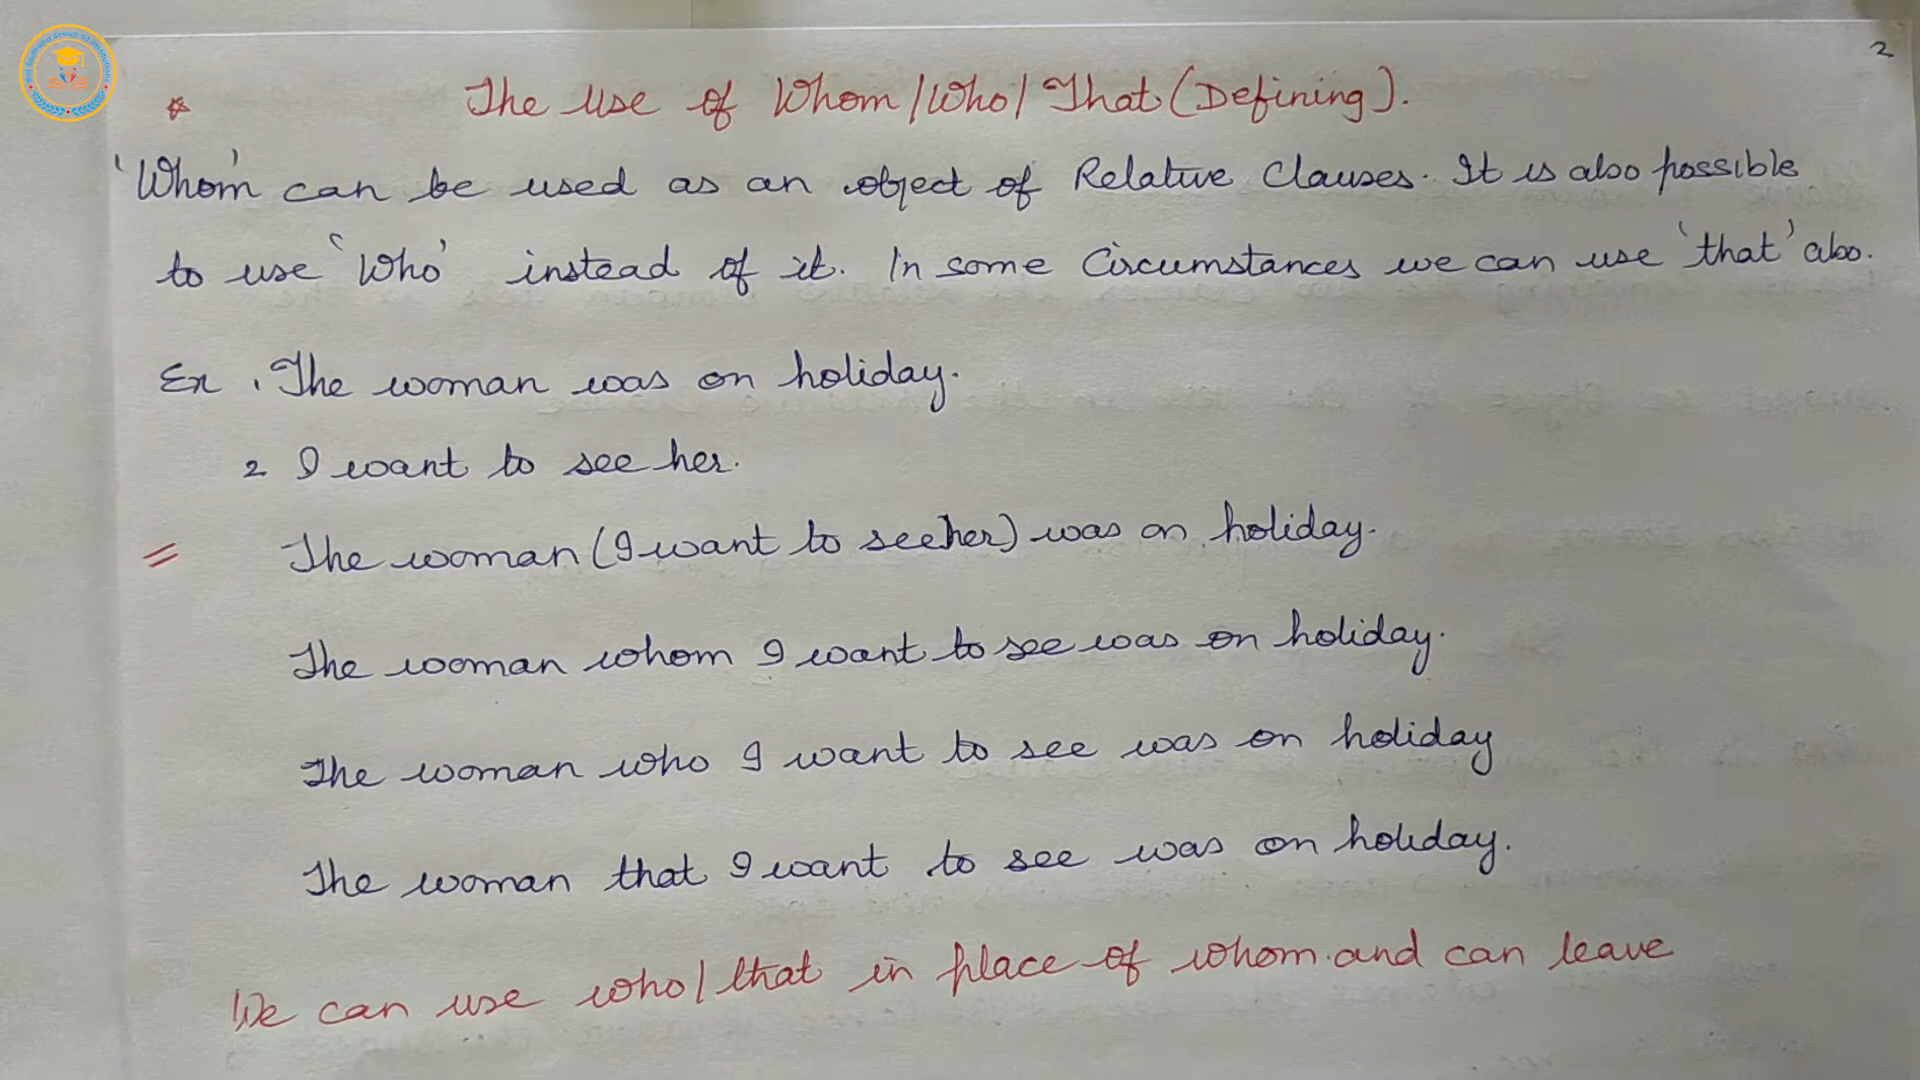 2
* The Use of Whom/Who/That (Defining).
'Whom' can be used as an object of Relative Clauses. It is also possible
to use 'Who' instead of it. In some Circumstances we can use 'that' also.
Ex 1. The woman was on holiday.
2 I want to see her.
= The woman (I want to see her) was on holiday.
The woman whom I want to see was on holiday.
The woman who I want to see was on holiday
The woman that I want to see was on holiday.
We can use who/that in place of whom and can leave